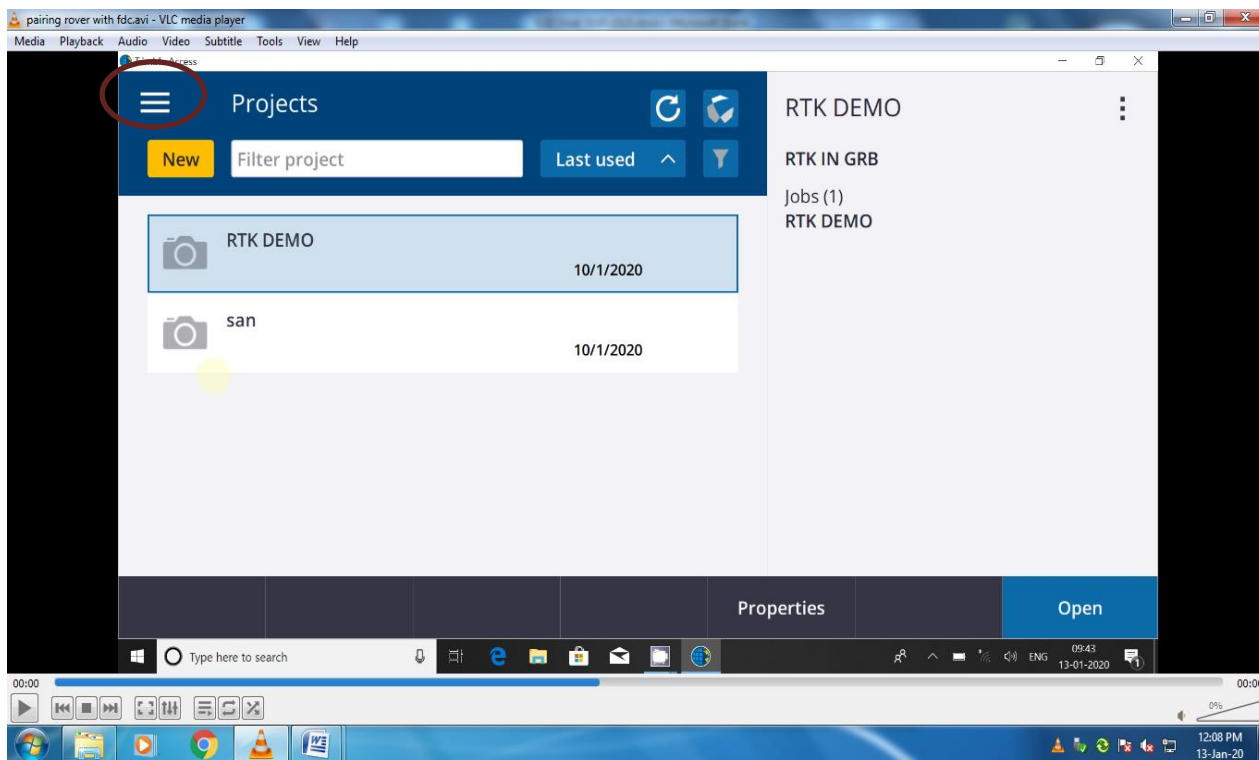 pairing rover with fdc.avi - VLC media player
Media Playback Audio Video Subtitle Tools View Help
Projects
New
Filter project
Last used
RTK DEMO
10/1/2020
san
10/1/2020
RTK DEMO
RTK IN GRB
Jobs (1)
RTK DEMO
Properties
Open
Type here to search
ENG
09:43
13-01-2020
1
00:00
0%
12:08 PM
13-Jan-20